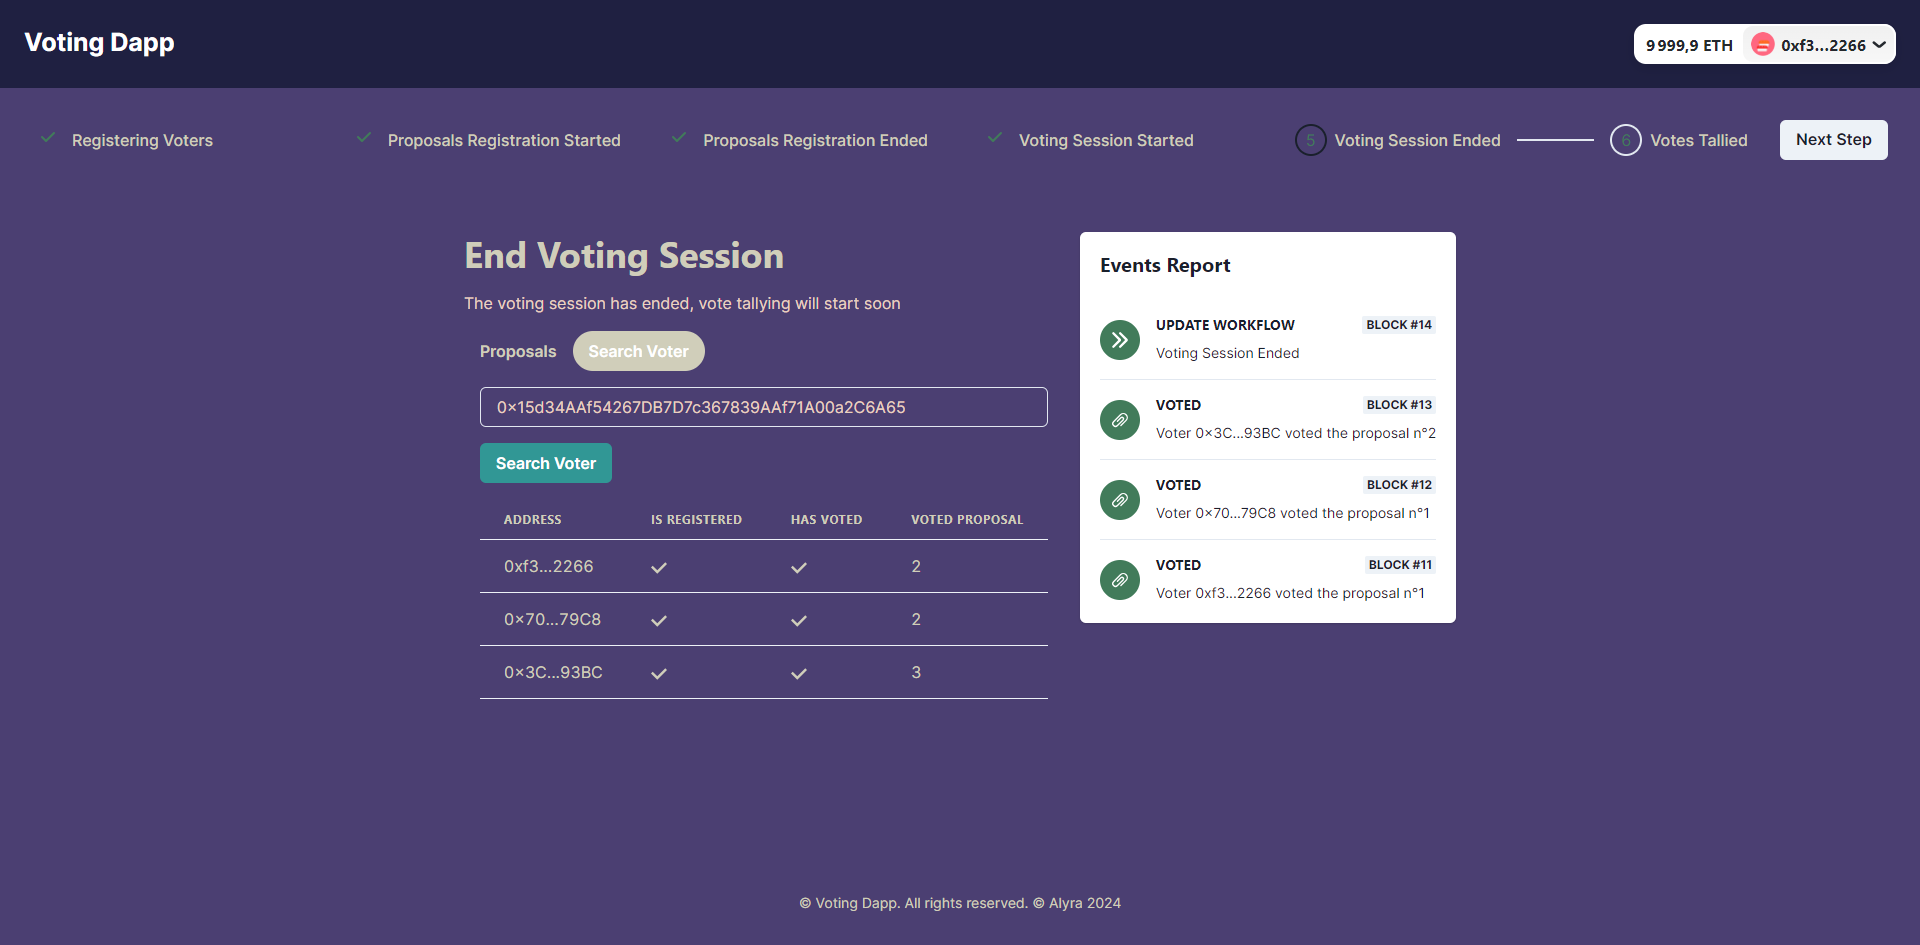 Voting Dapp
9 999,9 ETH 0xf3...2266
Registering Voters
Proposals Registration Started
Proposals Registration Ended
Voting Session Started
5 Voting Session Ended
6 Votes Tallied
Next Step
End Voting Session
The voting session has ended, vote tallying will start soon
Proposals Search Voter
0x15d34AAf54267DB7D7c367839AAf71A00a2C6A65
Search Voter
ADDRESS IS REGISTERED HAS VOTED VOTED PROPOSAL
0xf3...2266 2
0x70...79C8 2
0x3C...93BC 3
Events Report
UPDATE WORKFLOW BLOCK #14
Voting Session Ended
VOTED BLOCK #13
Voter 0x3C...93BC voted the proposal n°2
VOTED BLOCK #12
Voter 0x70...79C8 voted the proposal n°1
VOTED BLOCK #11
Voter 0xf3...2266 voted the proposal n°1
© Voting Dapp. All rights reserved. © Alyra 2024